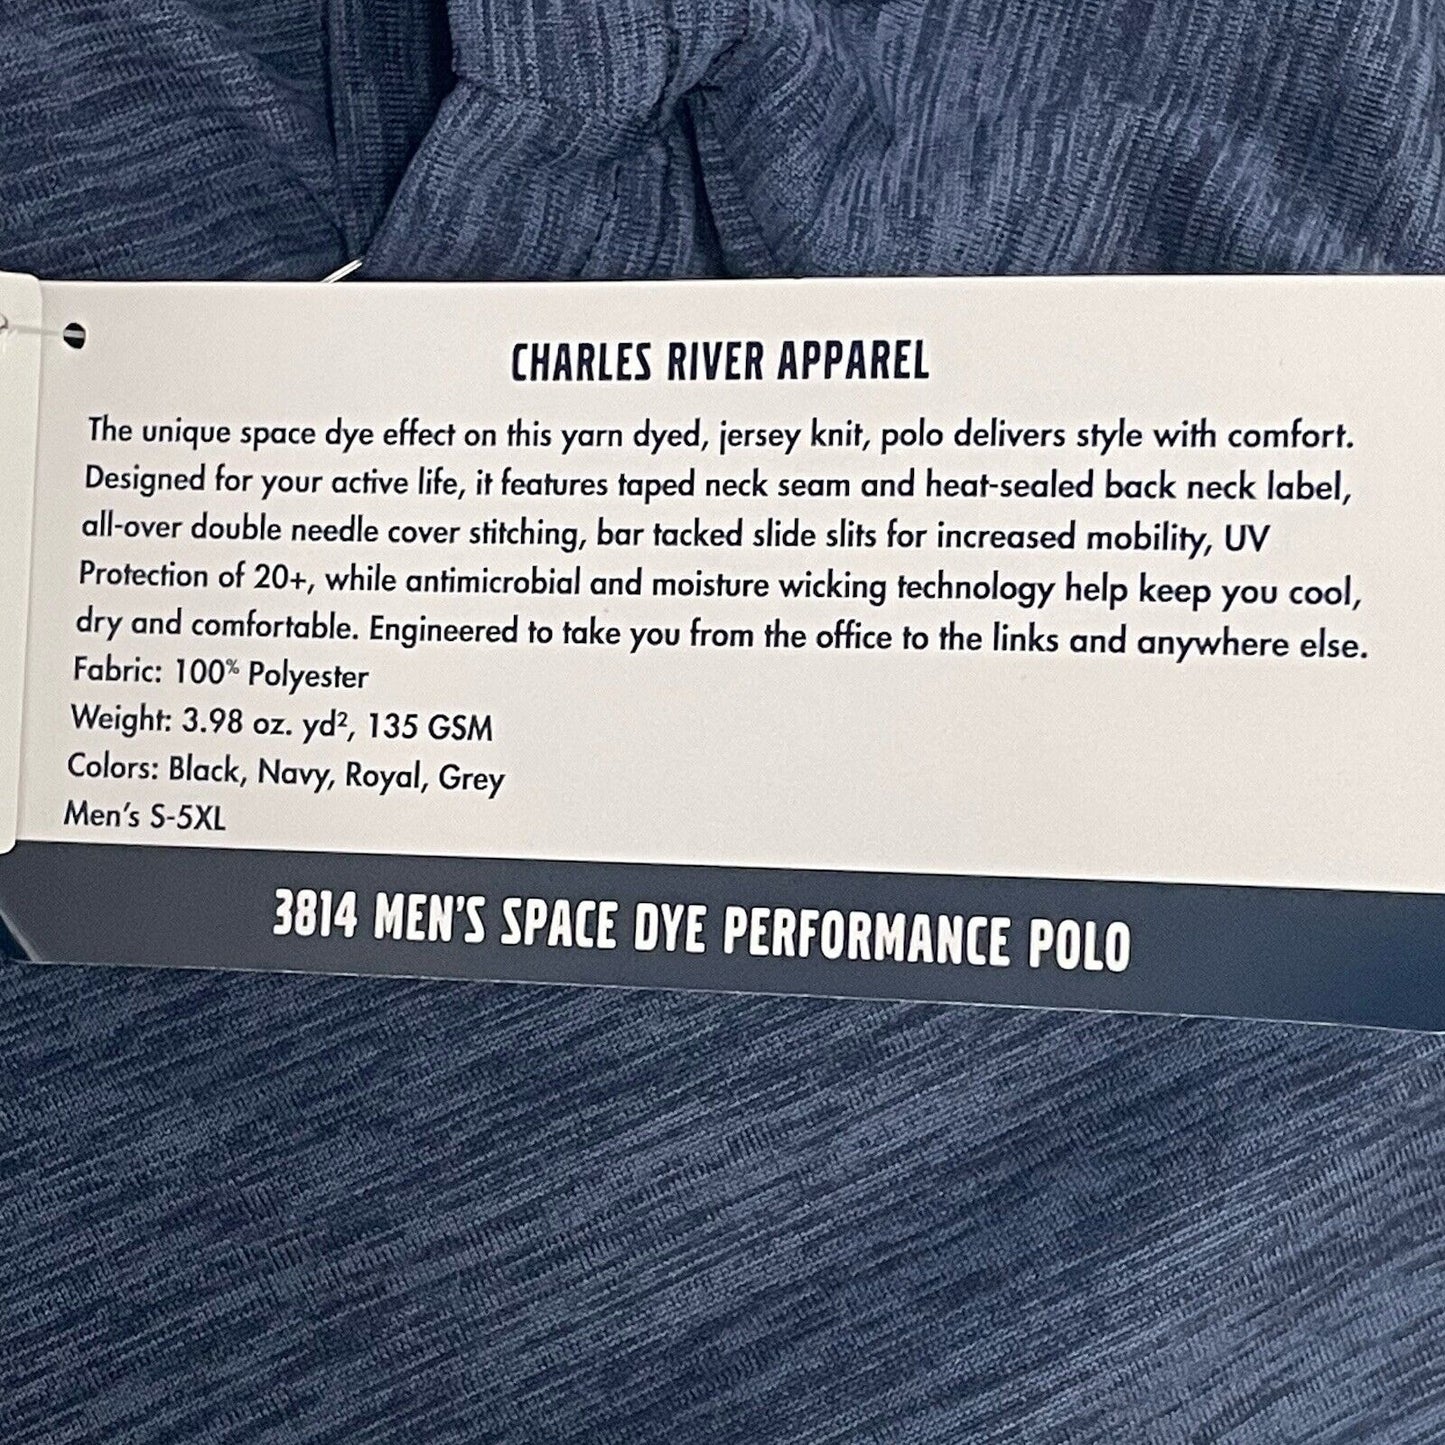 CHARLES RIVER APPAREL
The unique space dye effect on this yarn dyed, jersey knit, polo delivers style with comfort.
Designed for your active life, it features taped neck seam and heat-sealed back neck label,
all-over double needle cover stitching, bar tacked slide slits for increased mobility, UV
Protection of 20+, while antimicrobial and moisture wicking technology help keep you cool,
dry and comfortable. Engineered to take you from the office to the links and anywhere else.
Fabric: 100% Polyester
Weight: 3.98 oz. yd², 135 GSM
Colors: Black, Navy, Royal, Grey
Men's S-5XL
3814 MEN'S SPACE DYE PERFORMANCE POLO